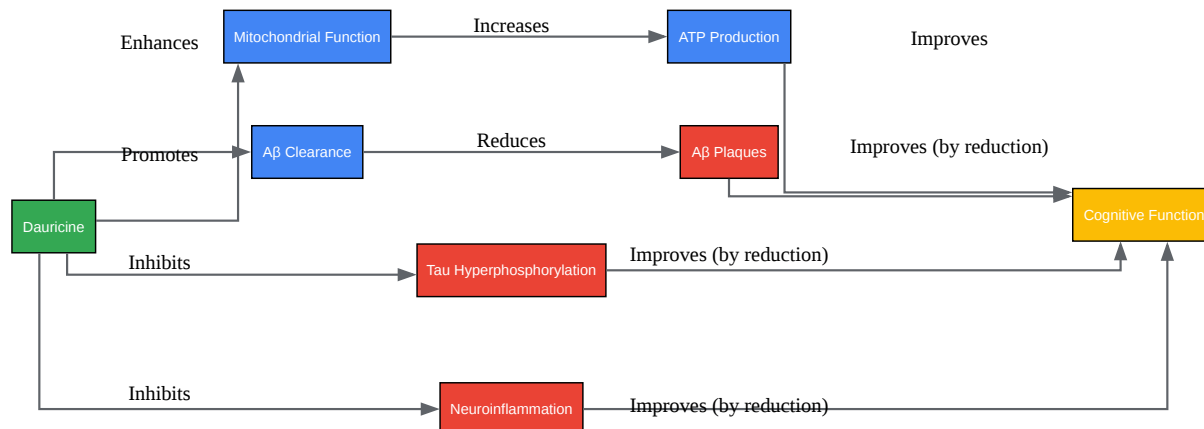 Increases
Mitochondrial Function
ATP Production
Enhances
Improves
Reduces
Improves (by reduction)
Promotes
Aβ Clearance
Aβ Plaques
Cognitive Function
Dauricine
Inhibits
Improves (by reduction)
Tau Hyperphosphorylation
Inhibits
Improves (by reduction)
Neuroinflammation